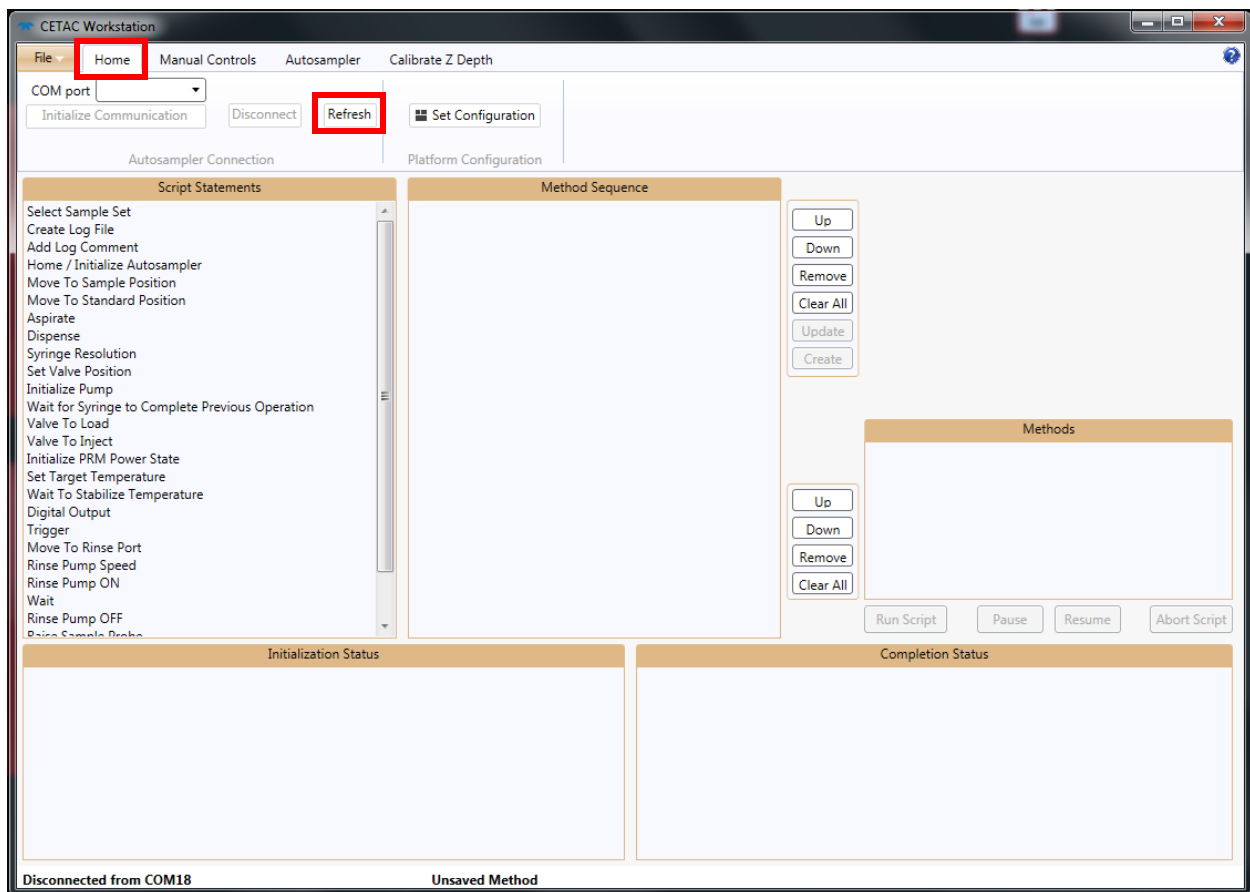 CETAC Workstation
File Home Manual Controls Autosampler Calibrate Z Depth
COM port
Initialize Communication Disconnect Refresh Set Configuration
Autosampler Connection Platform Configuration
Script Statements
Select Sample Set
Create Log File
Add Log Comment
Home / Initialize Autosampler
Move To Sample Position
Move To Standard Position
Aspirate
Dispense
Syringe Resolution
Set Valve Position
Initialize Pump
Wait for Syringe to Complete Previous Operation
Valve To Load
Valve To Inject
Initialize PRM Power State
Set Target Temperature
Wait To Stabilize Temperature
Digital Output
Trigger
Move To Rinse Port
Rinse Pump Speed
Rinse Pump ON
Wait
Rinse Pump OFF
Raise Sample Probe
Method Sequence
Up
Down
Remove
Clear All
Update
Create
Up
Down
Remove
Clear All
Methods
Run Script Pause Resume Abort Script
Initialization Status
Completion Status
Disconnected from COM18 Unsaved Method